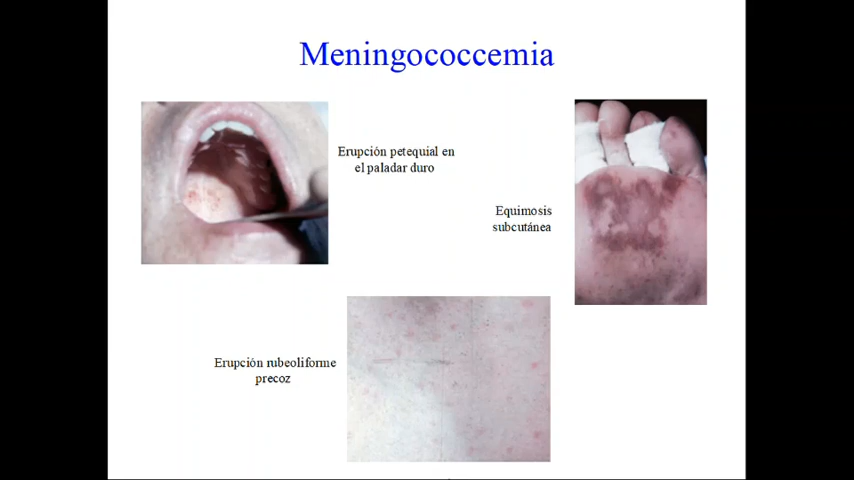 Meningococcemia
Erupción petequial en
el paladar duro
Equimosis
subcutánea
Erupción rubeoliforme
precoz